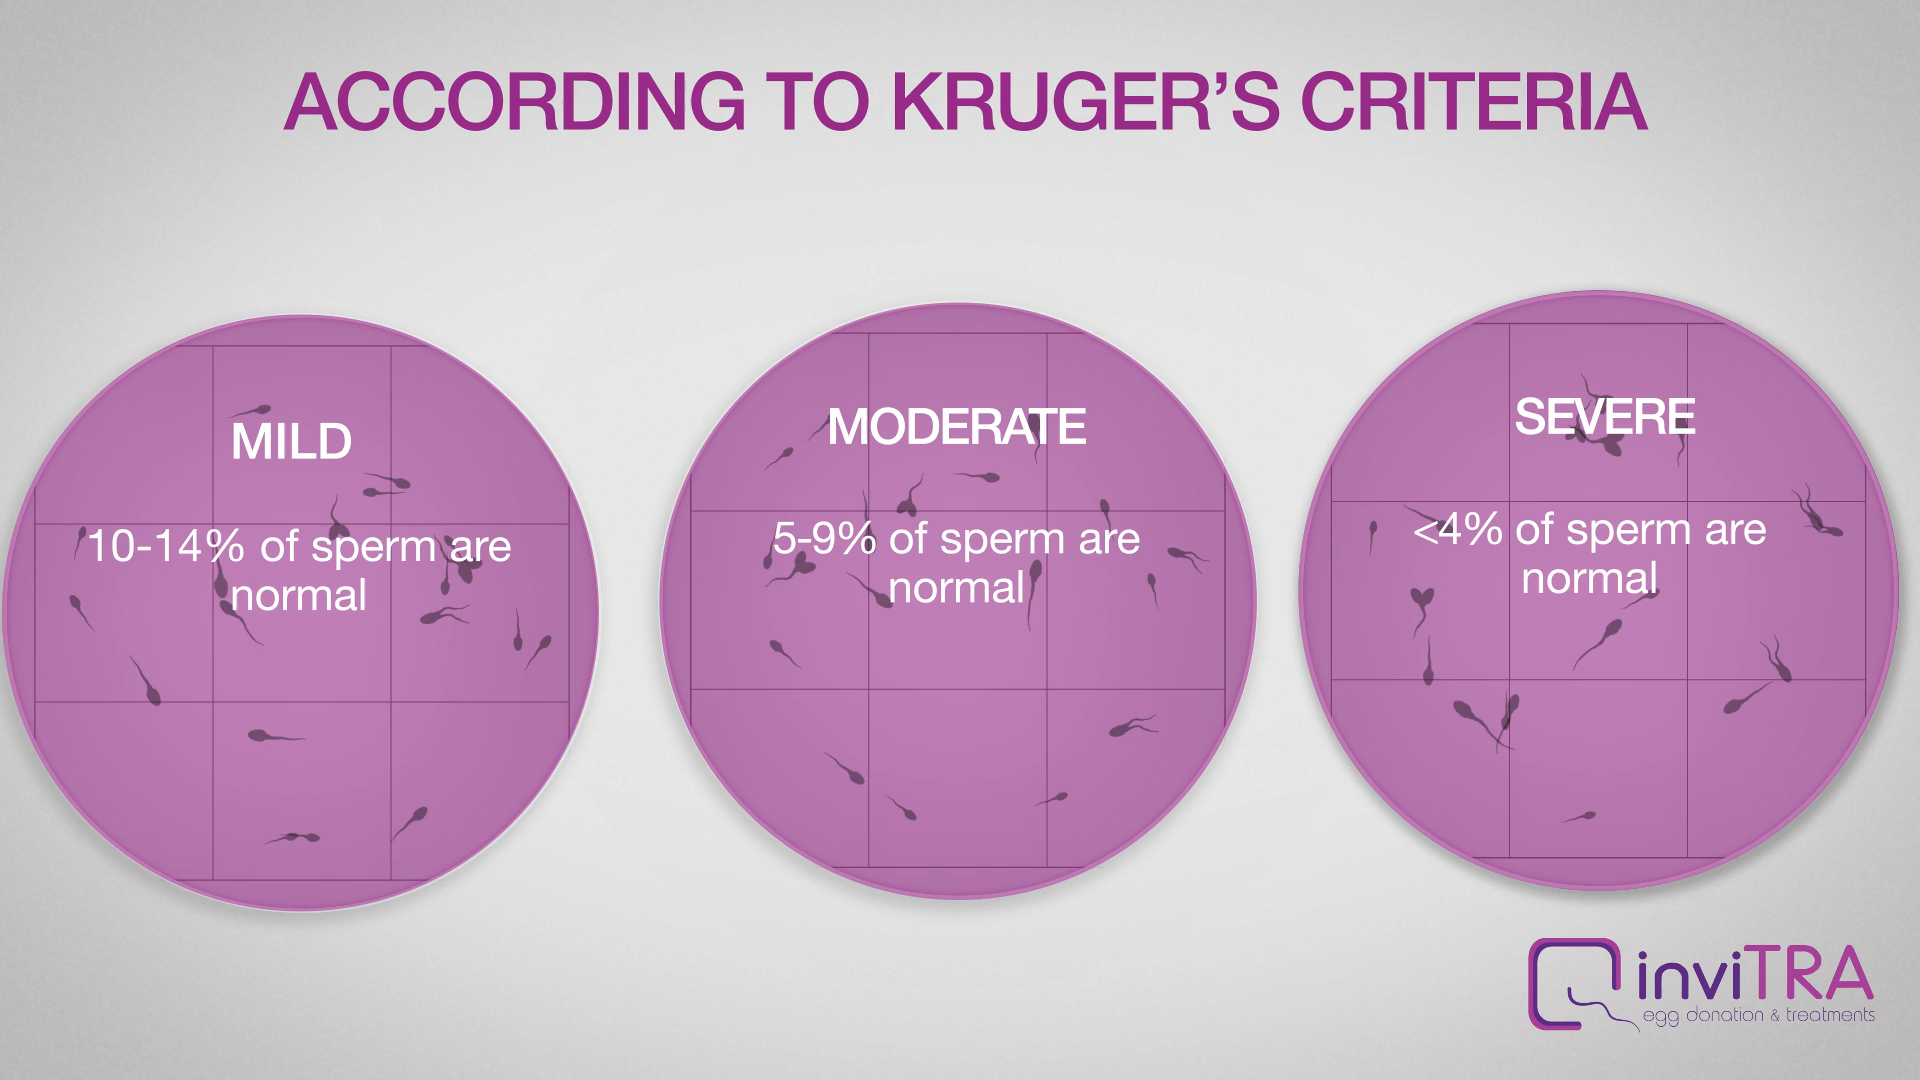 ACCORDING TO KRUGER’S CRITERIA
MILD
10-14% of sperm are
normal
MODERATE
5-9% of sperm are
normal
SEVERE
<4% of sperm are
normal
inviTRA
egg donation & treatments